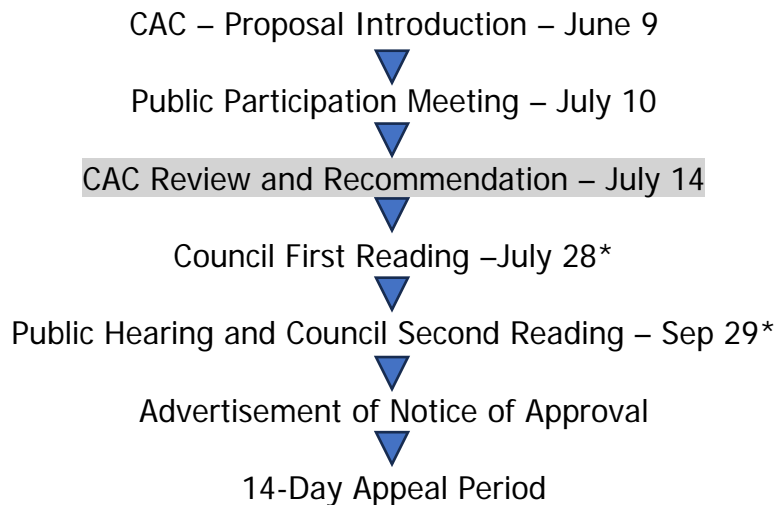 CAC – Proposal Introduction – June 9
Public Participation Meeting – July 10
CAC Review and Recommendation – July 14
Council First Reading –July 28*
Public Hearing and Council Second Reading – Sep 29*
Advertisement of Notice of Approval
14-Day Appeal Period